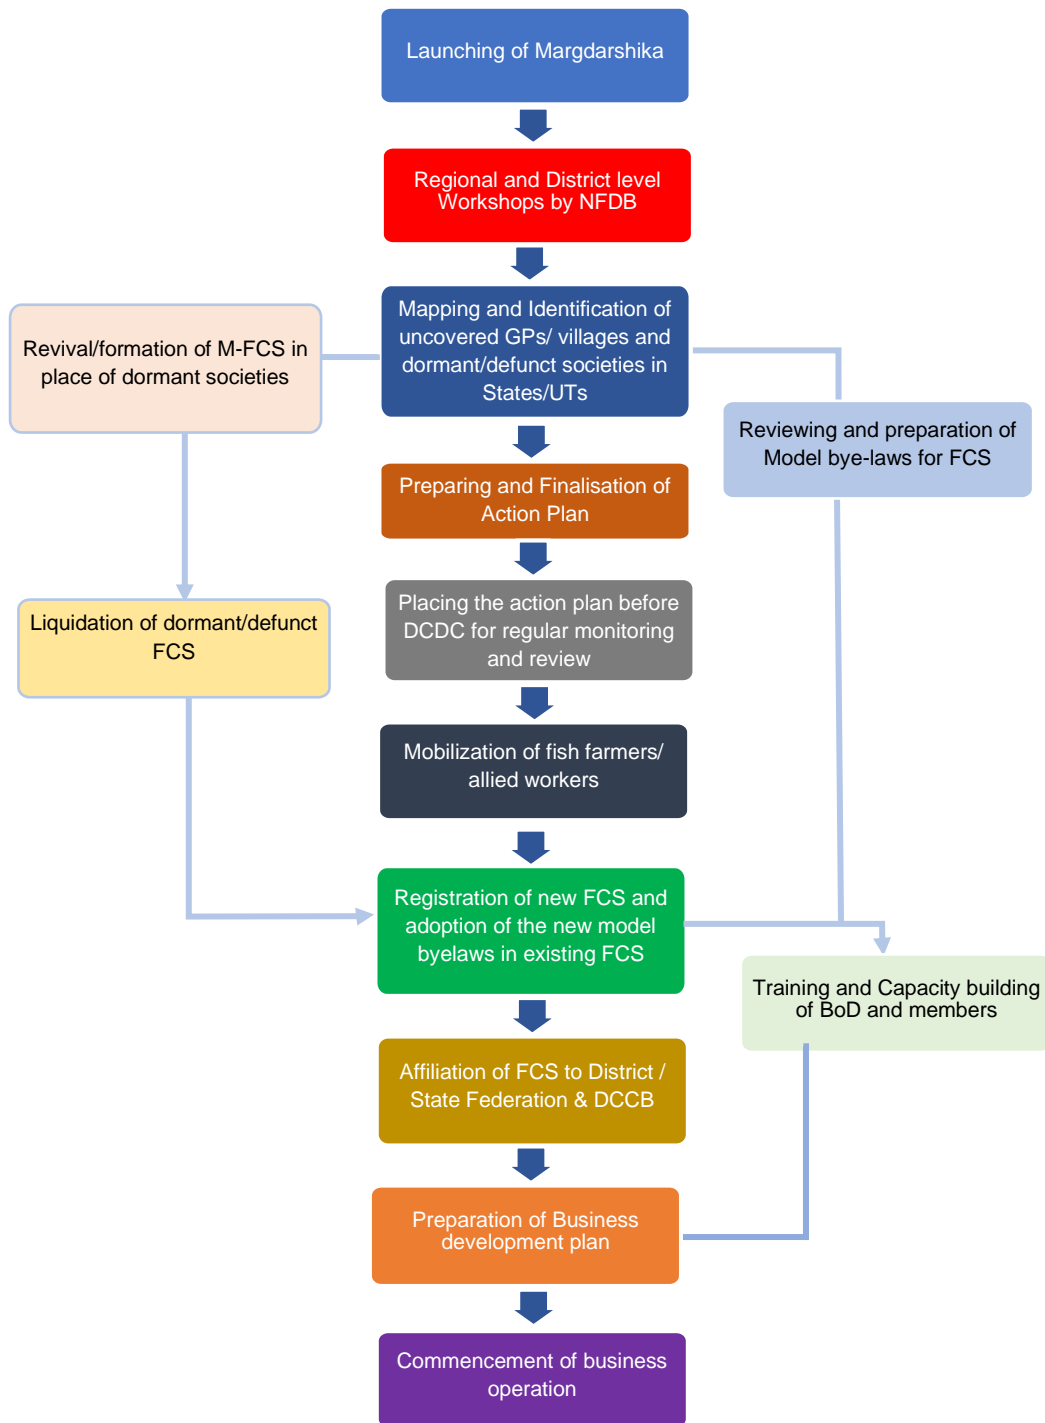 Launching of Margdarshika
Regional and District level
Workshops by NFDB
Mapping and Identification of
uncovered GPs/ villages and
dormant/defunct societies in
States/UTs
Revival/formation of M-FCS in
place of dormant societies
Reviewing and preparation of
Model bye-laws for FCS
Preparing and Finalisation of
Action Plan
Placing the action plan before
DCDC for regular monitoring
and review
Liquidation of dormant/defunct
FCS
Mobilization of fish farmers/
allied workers
Registration of new FCS and
adoption of the new model
byelaws in existing FCS
Training and Capacity building
of BoD and members
Affiliation of FCS to District /
State Federation & DCCB
Preparation of Business
development plan
Commencement of business
operation